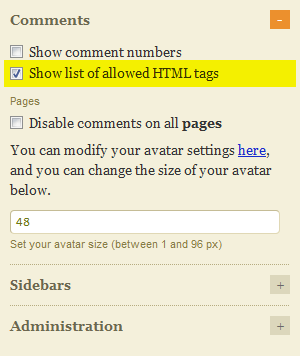 Comments -
Show comment numbers
Show list of allowed HTML tags
Pages
Disable comments on all pages
You can modify your avatar settings here,
and you can change the size of your avatar
below.
48
Set your avatar size (between 1 and 96 px)
Sidebars +
Administration +